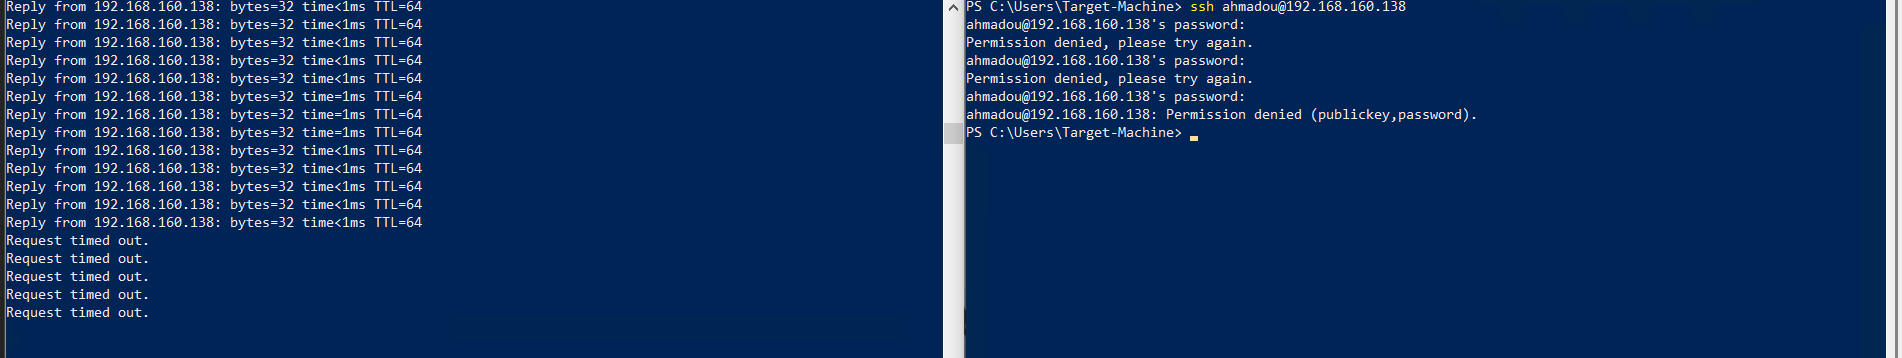 Reply from 192.168.160.138: bytes=32 time<1ms TTL=64
Reply from 192.168.160.138: bytes=32 time<1ms TTL=64
Reply from 192.168.160.138: bytes=32 time<1ms TTL=64
Reply from 192.168.160.138: bytes=32 time<1ms TTL=64
Reply from 192.168.160.138: bytes=32 time<1ms TTL=64
Reply from 192.168.160.138: bytes=32 time=1ms TTL=64
Reply from 192.168.160.138: bytes=32 time=1ms TTL=64
Reply from 192.168.160.138: bytes=32 time<1ms TTL=64
Reply from 192.168.160.138: bytes=32 time<1ms TTL=64
Reply from 192.168.160.138: bytes=32 time<1ms TTL=64
Reply from 192.168.160.138: bytes=32 time<1ms TTL=64
Reply from 192.168.160.138: bytes=32 time<1ms TTL=64
Reply from 192.168.160.138: bytes=32 time<1ms TTL=64
Request timed out.
Request timed out.
Request timed out.
Request timed out.
Request timed out.
PS C:\Users\Target-Machine> ssh ahmadou@192.168.160.138
ahmadou@192.168.160.138's password:
Permission denied, please try again.
ahmadou@192.168.160.138's password:
Permission denied, please try again.
ahmadou@192.168.160.138's password:
ahmadou@192.168.160.138: Permission denied (publickey,password).
PS C:\Users\Target-Machine>